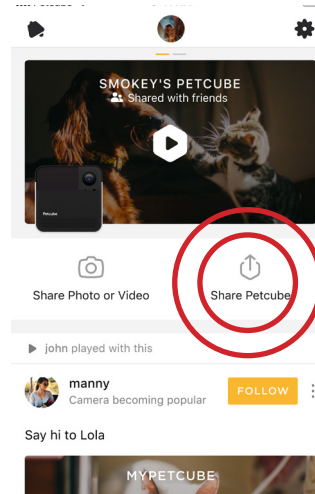 SMOKEY'S PETCUBE
Shared with friends
Petcube
Share Photo or Video
Share Petcube
john played with this
manny
Camera becoming popular
FOLLOW
Say hi to Lola
MYPETCUBE